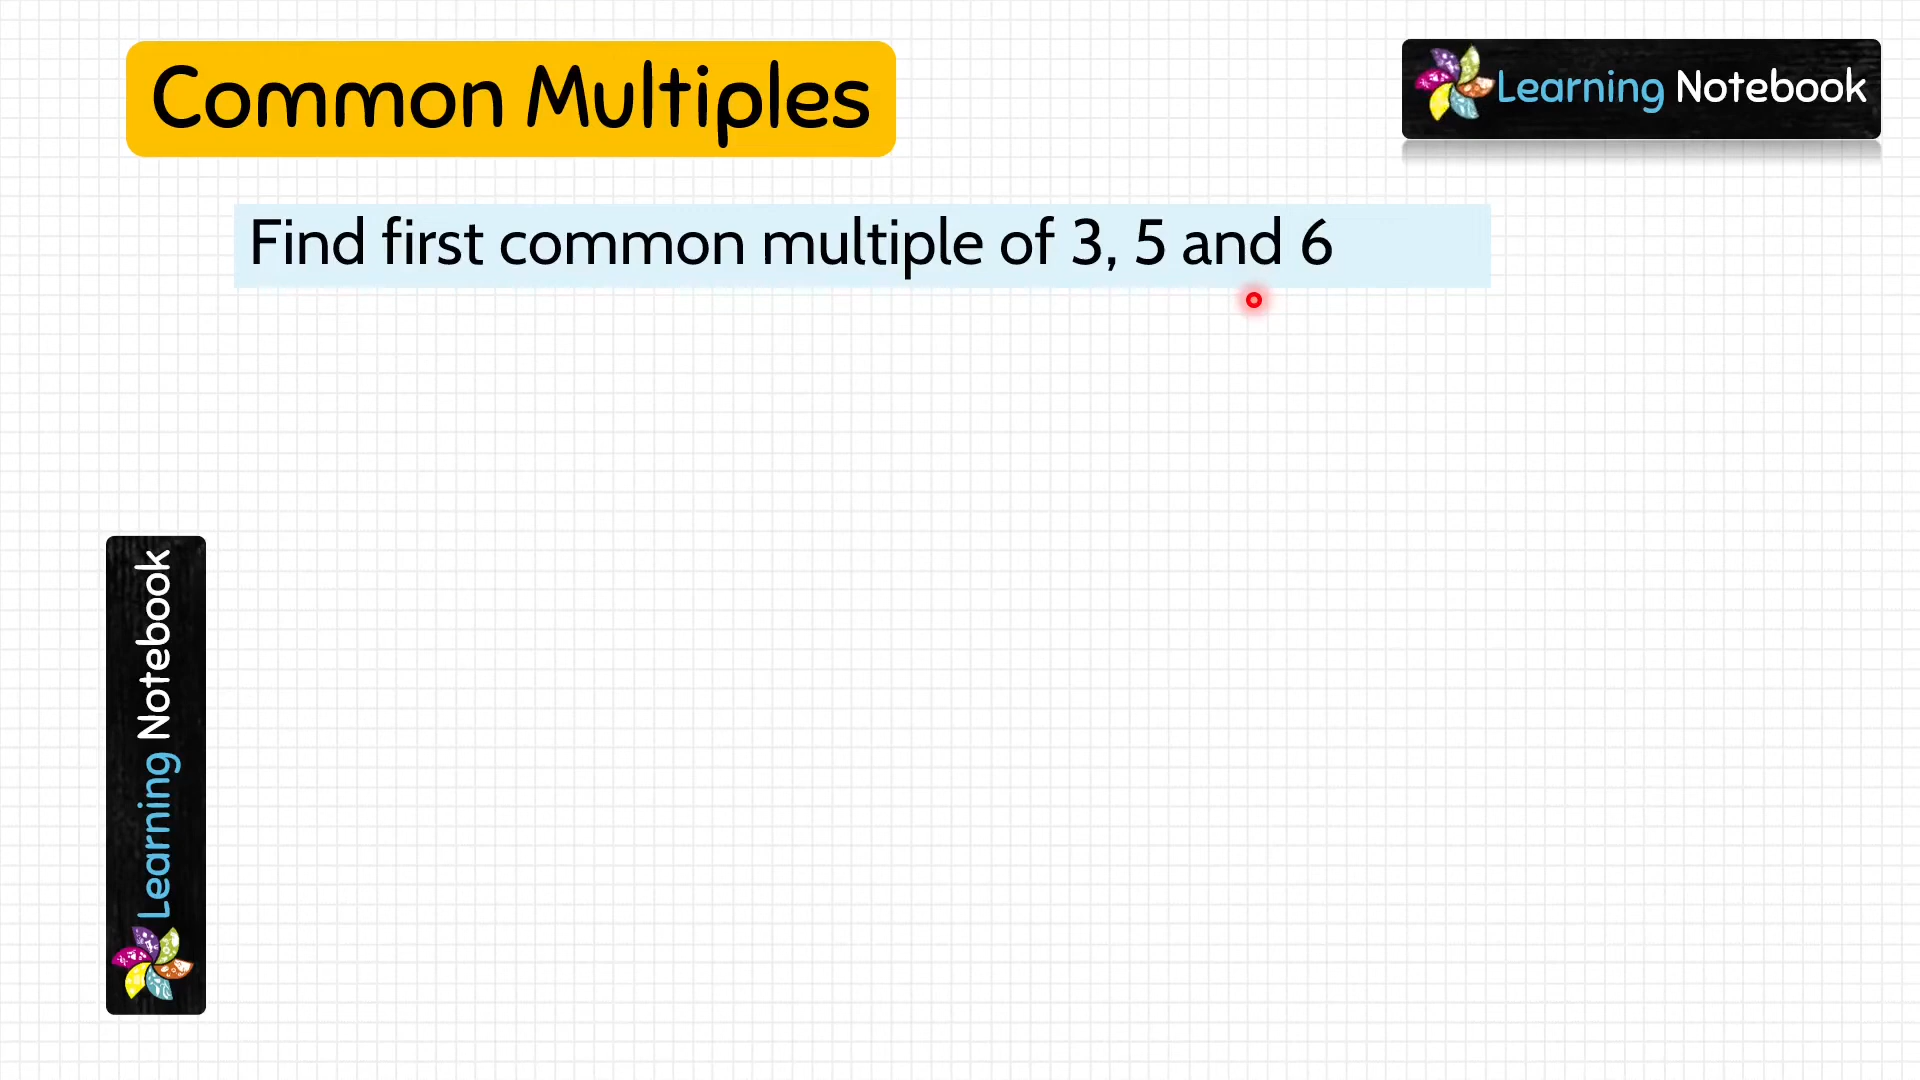 Common Multiples
Learning Notebook
Find first common multiple of 3, 5 and 6
Learning Notebook